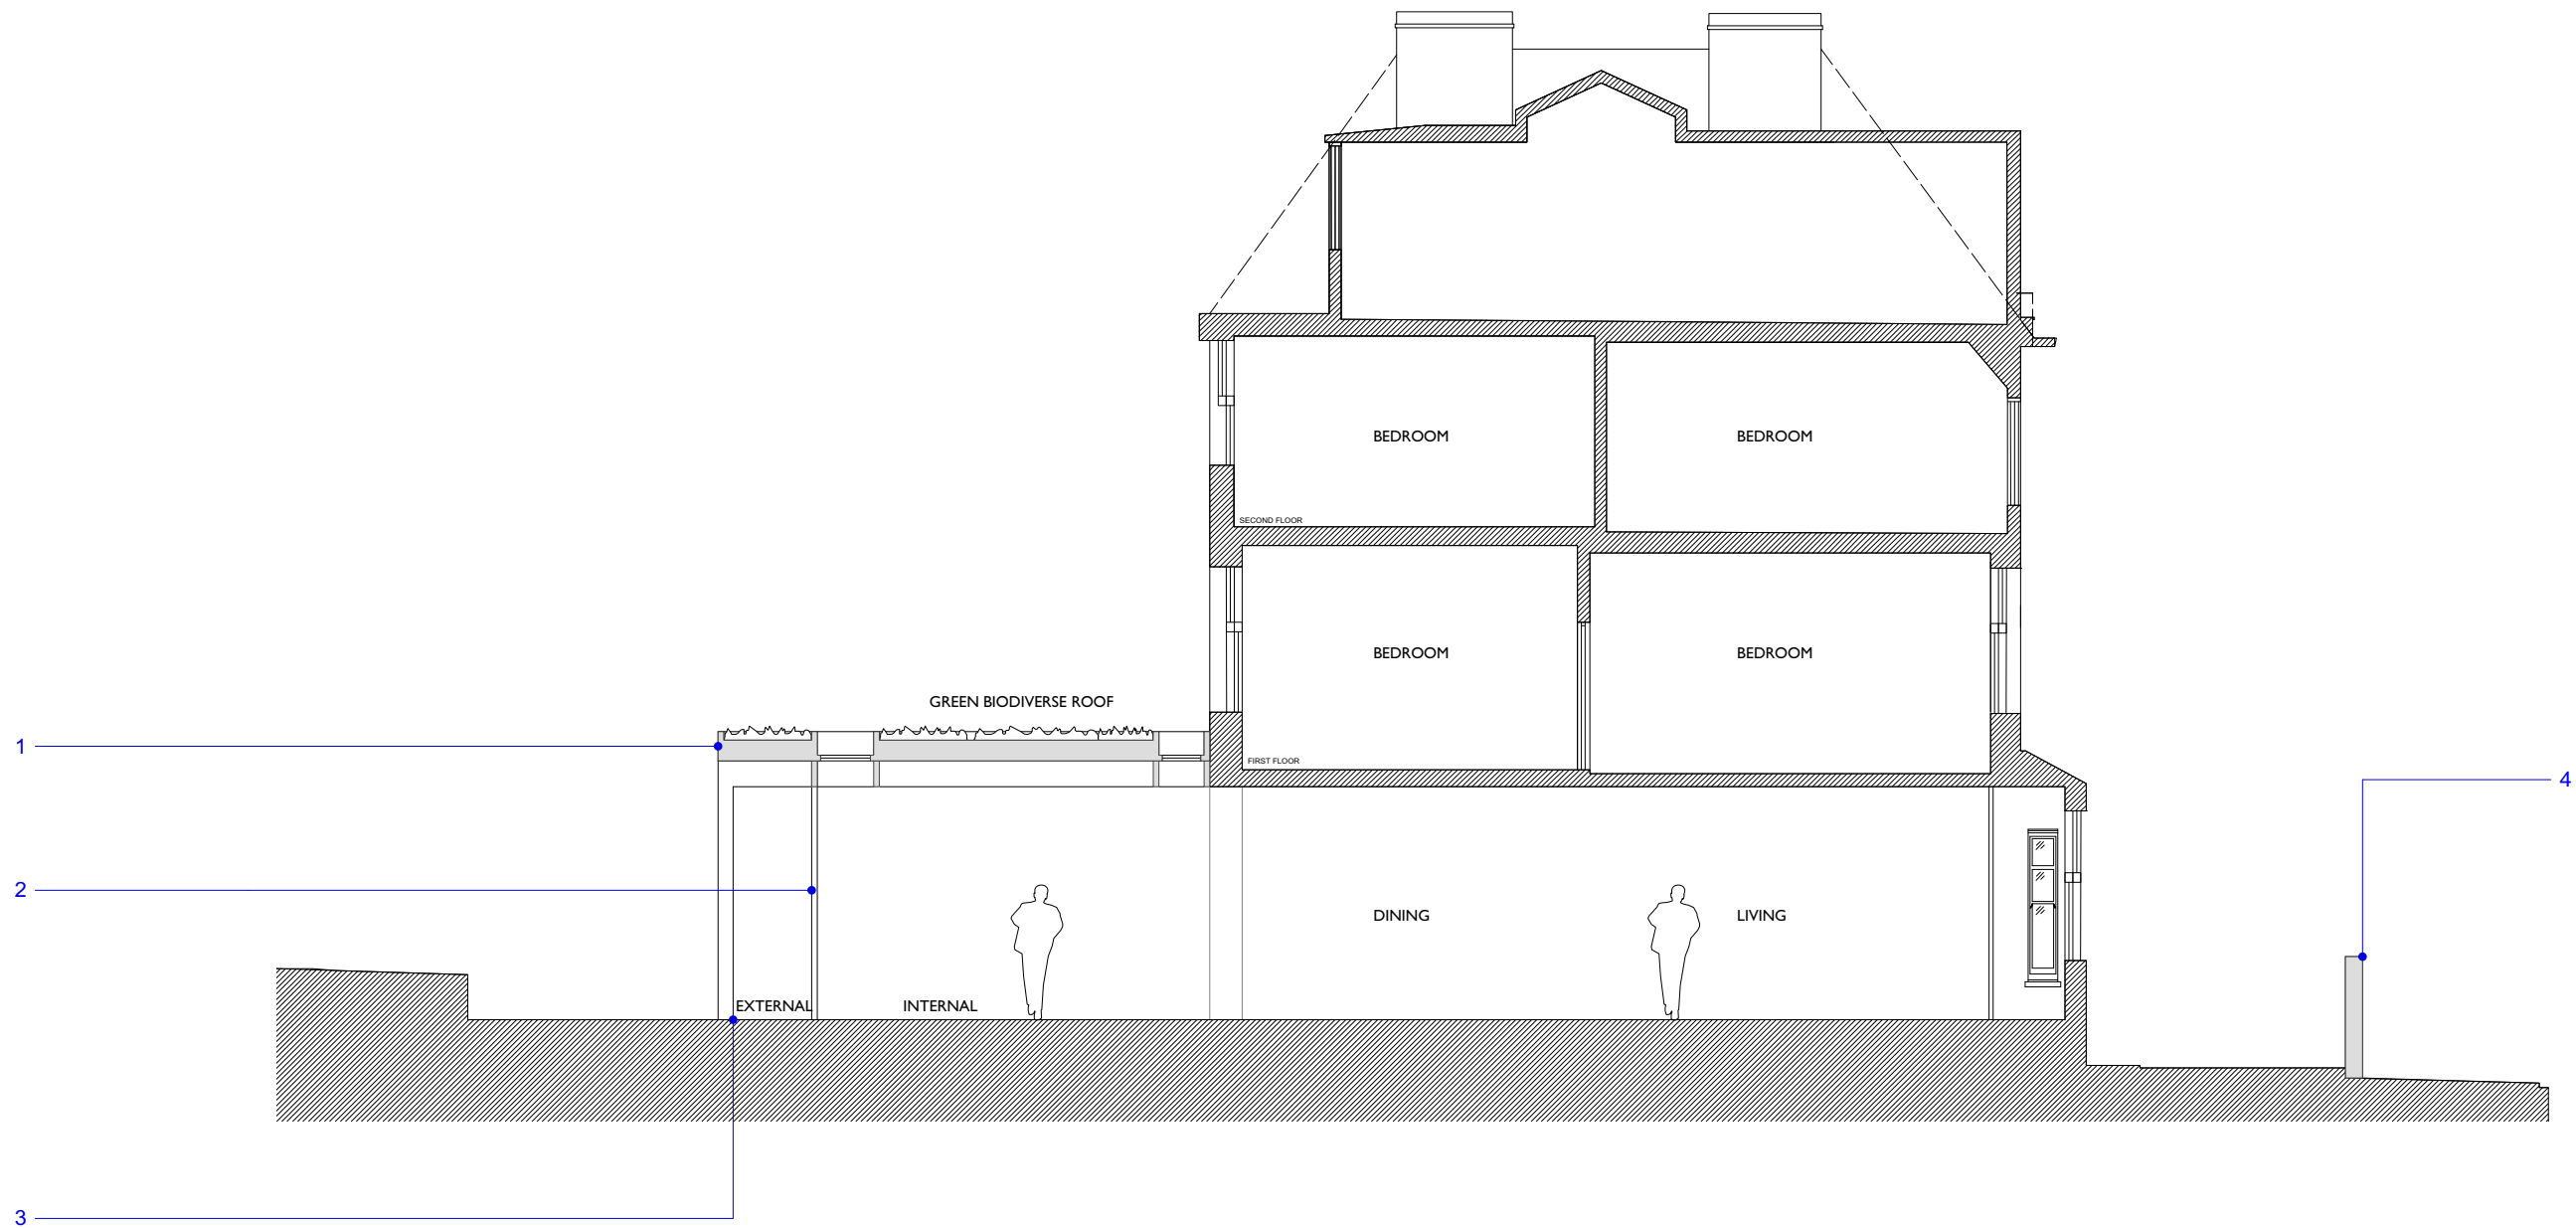 BEDROOM
BEDROOM
SECOND FLOOR
BEDROOM
BEDROOM
GREEN BIODIVERSE ROOF
1
FIRST FLOOR
4
2
DINING
LIVING
EXTERNAL
INTERNAL
3